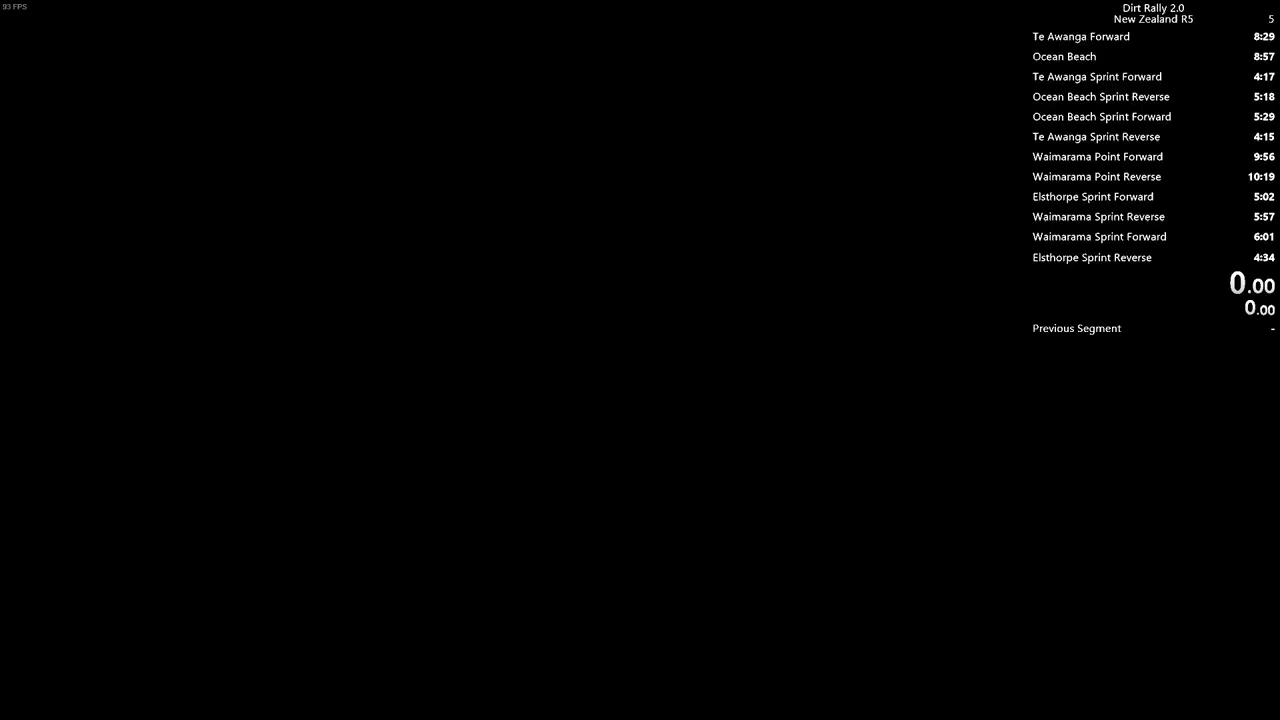 93 FPS
Dirt Rally 2.0
New Zealand R5 5
Te Awanga Forward 8:29
Ocean Beach 8:57
Te Awanga Sprint Forward 4:17
Ocean Beach Sprint Reverse 5:18
Ocean Beach Sprint Forward 5:29
Te Awanga Sprint Reverse 4:15
Waimarama Point Forward 9:56
Waimarama Point Reverse 10:19
Elsthorpe Sprint Forward 5:02
Waimarama Sprint Reverse 5:57
Waimarama Sprint Forward 6:01
Elsthorpe Sprint Reverse 4:34
0.00
0.00
Previous Segment -